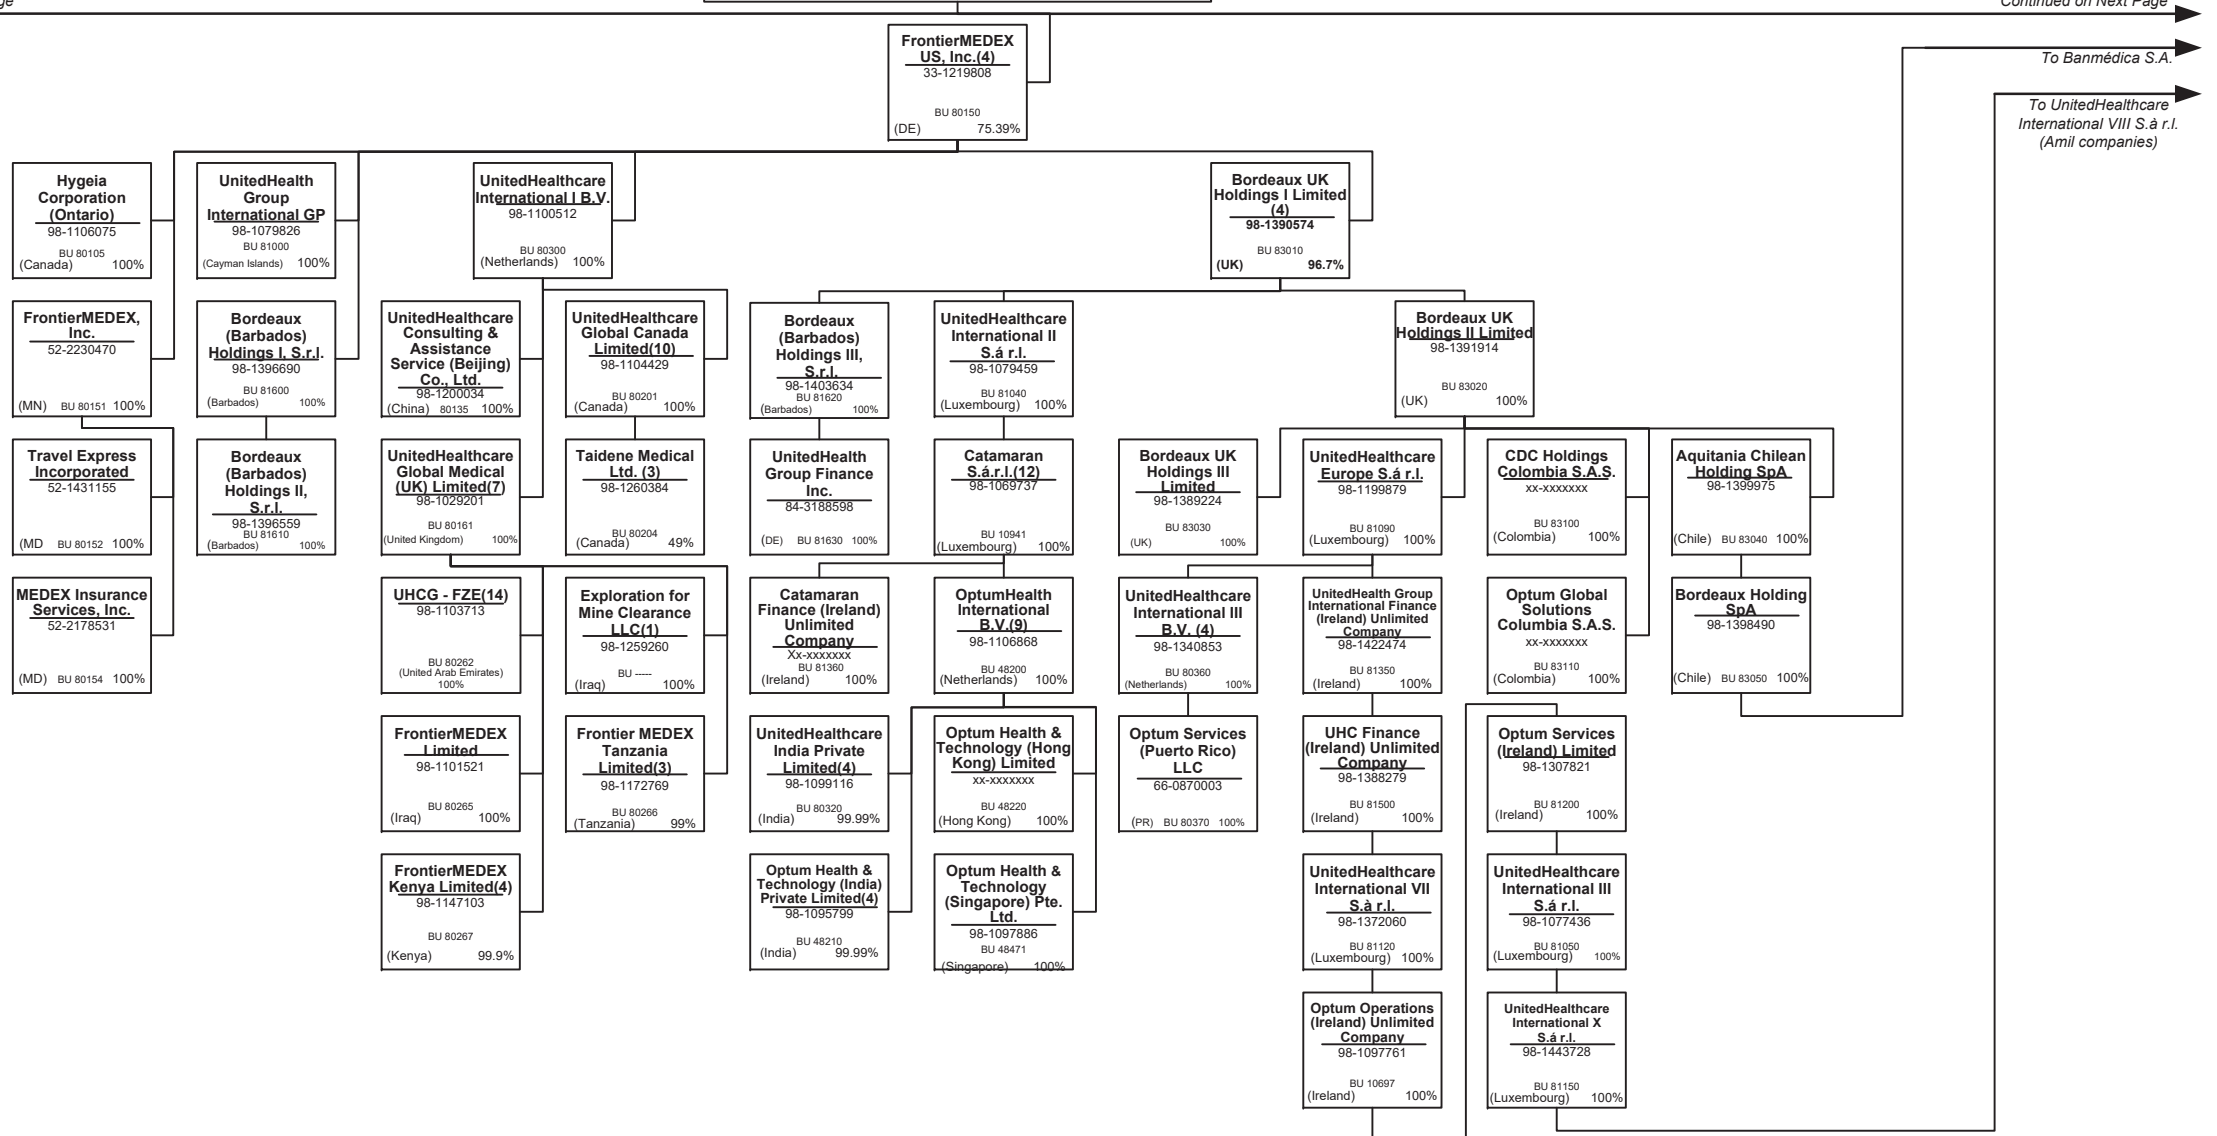 ge
Continued on Next Page
To Banmédica S.A.
To UnitedHealthcare
International VIII S.à r.l.
(Amil companies)
FrontierMEDEX
US, Inc.(4)
33-1219808
BU 80150
(DE) 75.39%
Hygeia
Corporation
(Ontario)
98-1106075
BU 80105
(Canada) 100%
UnitedHealth
Group
International GP
98-1079826
BU 81000
(Cayman Islands) 100%
UnitedHealthcare
International I B.V.
98-1100512
BU 80300
(Netherlands) 100%
Bordeaux UK
Holdings I Limited
(4)
98-1390574
BU 83010
(UK) 96.7%
FrontierMEDEX,
Inc.
52-2230470
(MN) BU 80151 100%
Bordeaux
(Barbados)
Holdings I, S.r.l.
98-1396690
BU 81600
(Barbados) 100%
UnitedHealthcare
Consulting &
Assistance
Service (Beijing)
Co., Ltd.
98-1200034
(China) 80135 100%
UnitedHealthcare
Global Canada
Limited(10)
98-1104429
BU 80201
(Canada) 100%
Bordeaux
(Barbados)
Holdings III,
S.r.l.
98-1403634
BU 81620
(Barbados) 100%
UnitedHealthcare
International II
S.á r.l.
98-1079459
BU 81040
(Luxembourg) 100%
Bordeaux UK
Holdings II Limited
98-1391914
BU 83020
(UK) 100%
Travel Express
Incorporated
52-1431155
(MD BU 80152 100%
Bordeaux
(Barbados)
Holdings II,
S.r.l.
98-1396559
BU 81610
(Barbados) 100%
UnitedHealthcare
Global Medical
(UK) Limited(7)
98-1029201
BU 80161
(United Kingdom) 100%
Taidene Medical
Ltd. (3)
98-1260384
BU 80204
(Canada) 49%
UnitedHealth
Group Finance
Inc.
84-3188598
(DE) BU 81630 100%
Catamaran
S.á.r.l.(12)
98-1069737
BU 10941
(Luxembourg) 100%
Bordeaux UK
Holdings III
Limited
98-1389224
BU 83030
(UK) 100%
UnitedHealthcare
Europe S.á r.l.
98-1199879
BU 81090
(Luxembourg) 100%
CDC Holdings
Colombia S.A.S.
xx-xxxxxxx
BU 83100
(Colombia) 100%
Aquitania Chilean
Holding SpA
98-1399975
(Chile) BU 83040 100%
MEDEX Insurance
Services, Inc.
52-2178531
(MD) BU 80154 100%
UHCG - FZE(14)
98-1103713
BU 80262
(United Arab Emirates)
100%
Exploration for
Mine Clearance
LLC(1)
98-1259260
BU -----
(Iraq) 100%
Catamaran
Finance (Ireland)
Unlimited
Company
Xx-xxxxxxx
BU 81360
(Ireland) 100%
OptumHealth
International
B.V.(9)
98-1106868
BU 48200
(Netherlands) 100%
UnitedHealthcare
International III
B.V. (4)
98-1340853
BU 80360
(Netherlands) 100%
UnitedHealth Group
International Finance
(Ireland) Unlimited
Company
98-1422474
BU 81350
(Ireland) 100%
Optum Global
Solutions
Columbia S.A.S.
xx-xxxxxxx
BU 83110
(Colombia) 100%
Bordeaux Holding
SpA
98-1398490
(Chile) BU 83050 100%
FrontierMEDEX
Limited
98-1101521
BU 80265
(Iraq) 100%
Frontier MEDEX
Tanzania
Limited(3)
98-1172769
BU 80266
(Tanzania) 99%
UnitedHealthcare
India Private
Limited(4)
98-1099116
BU 80320
(India) 99.99%
Optum Health &
Technology (Hong
Kong) Limited
xx-xxxxxxx
BU 48220
(Hong Kong) 100%
Optum Services
(Puerto Rico)
LLC
66-0870003
(PR) BU 80370 100%
UHC Finance
(Ireland) Unlimited
Company
98-1388279
BU 81500
(Ireland) 100%
Optum Services
(Ireland) Limited
98-1307821
BU 81200
(Ireland) 100%
FrontierMEDEX
Kenya Limited(4)
98-1147103
BU 80267
(Kenya) 99.9%
Optum Health &
Technology (India)
Private Limited(4)
98-1095799
BU 48210
(India) 99.99%
Optum Health &
Technology
(Singapore) Pte.
Ltd.
98-1097886
BU 48471
(Singapore) 100%
UnitedHealthcare
International VII
S.à r.l.
98-1372060
BU 81120
(Luxembourg) 100%
UnitedHealthcare
International III
S.á r.l.
98-1077436
BU 81050
(Luxembourg) 100%
Optum Operations
(Ireland) Unlimited
Company
98-1097761
BU 10697
(Ireland) 100%
UnitedHealthcare
International X
S.á r.l.
98-1443728
BU 81150
(Luxembourg) 100%